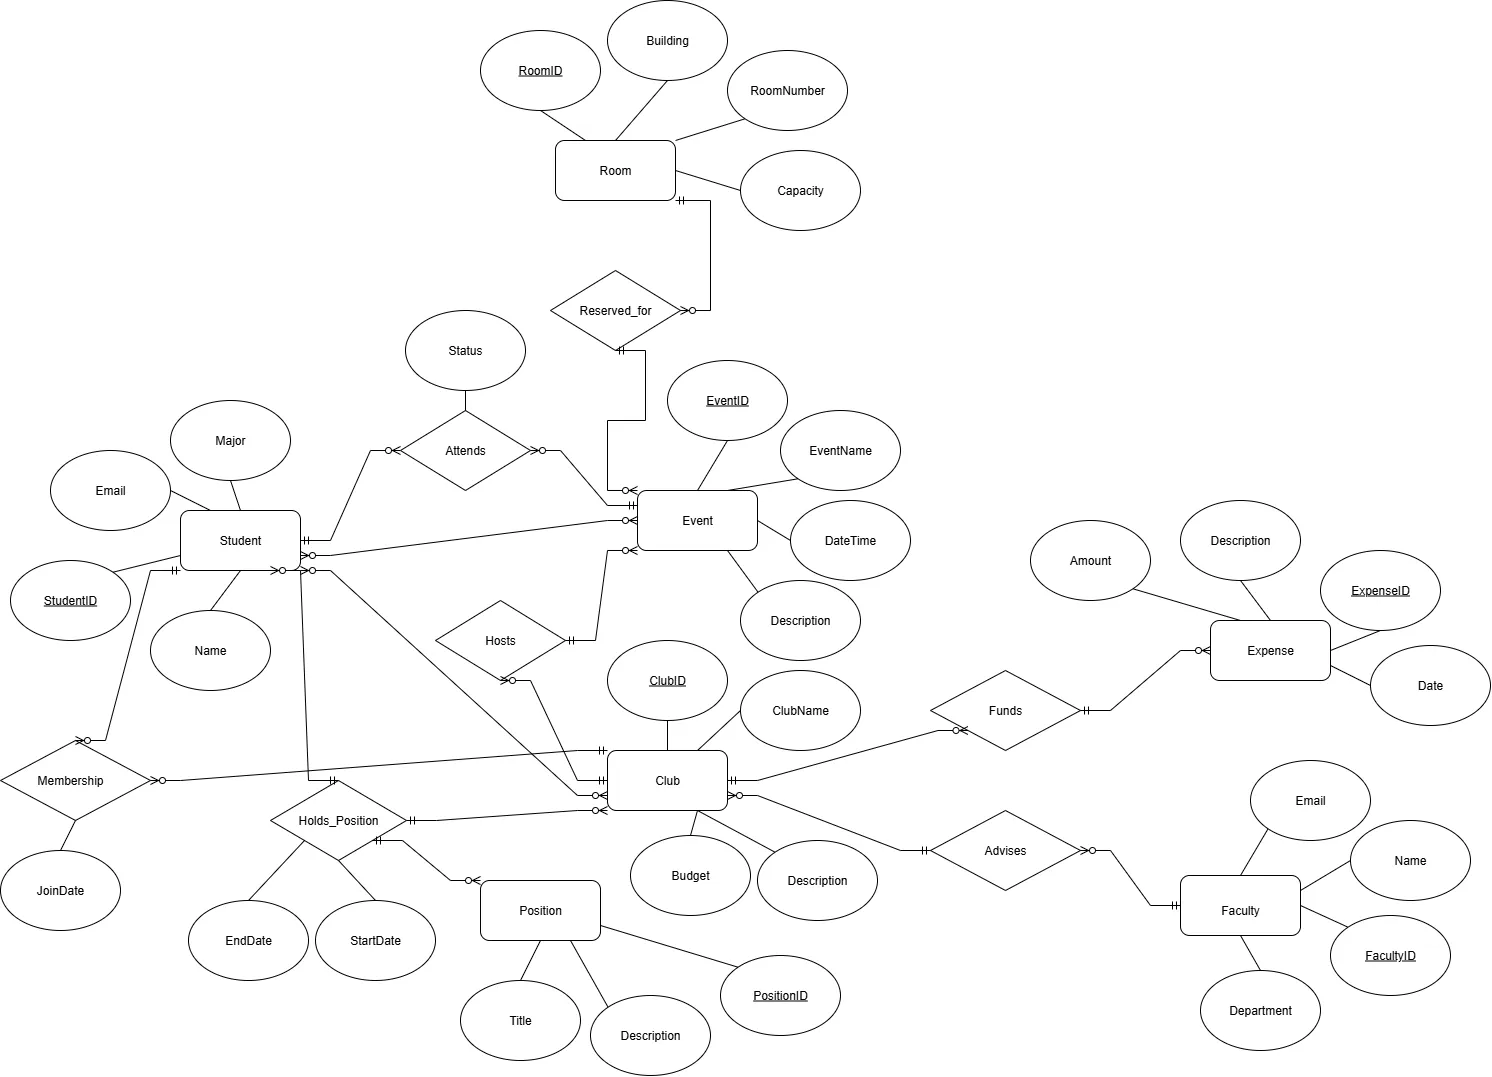 Building
RoomID
RoomNumber
Room
Capacity
Reserved_for
Status
EventID
Major
EventName
Attends
Email
Event
Student
DateTime
Description
Amount
StudentID
ExpenseID
Description
Hosts
Name
Expense
ClubID
Date
ClubName
Funds
Membership
Club
Email
Holds_Position
Advises
Name
Budget
Description
JoinDate
Position
Faculty
EndDate
StartDate
FacultyID
PositionID
Department
Title
Description